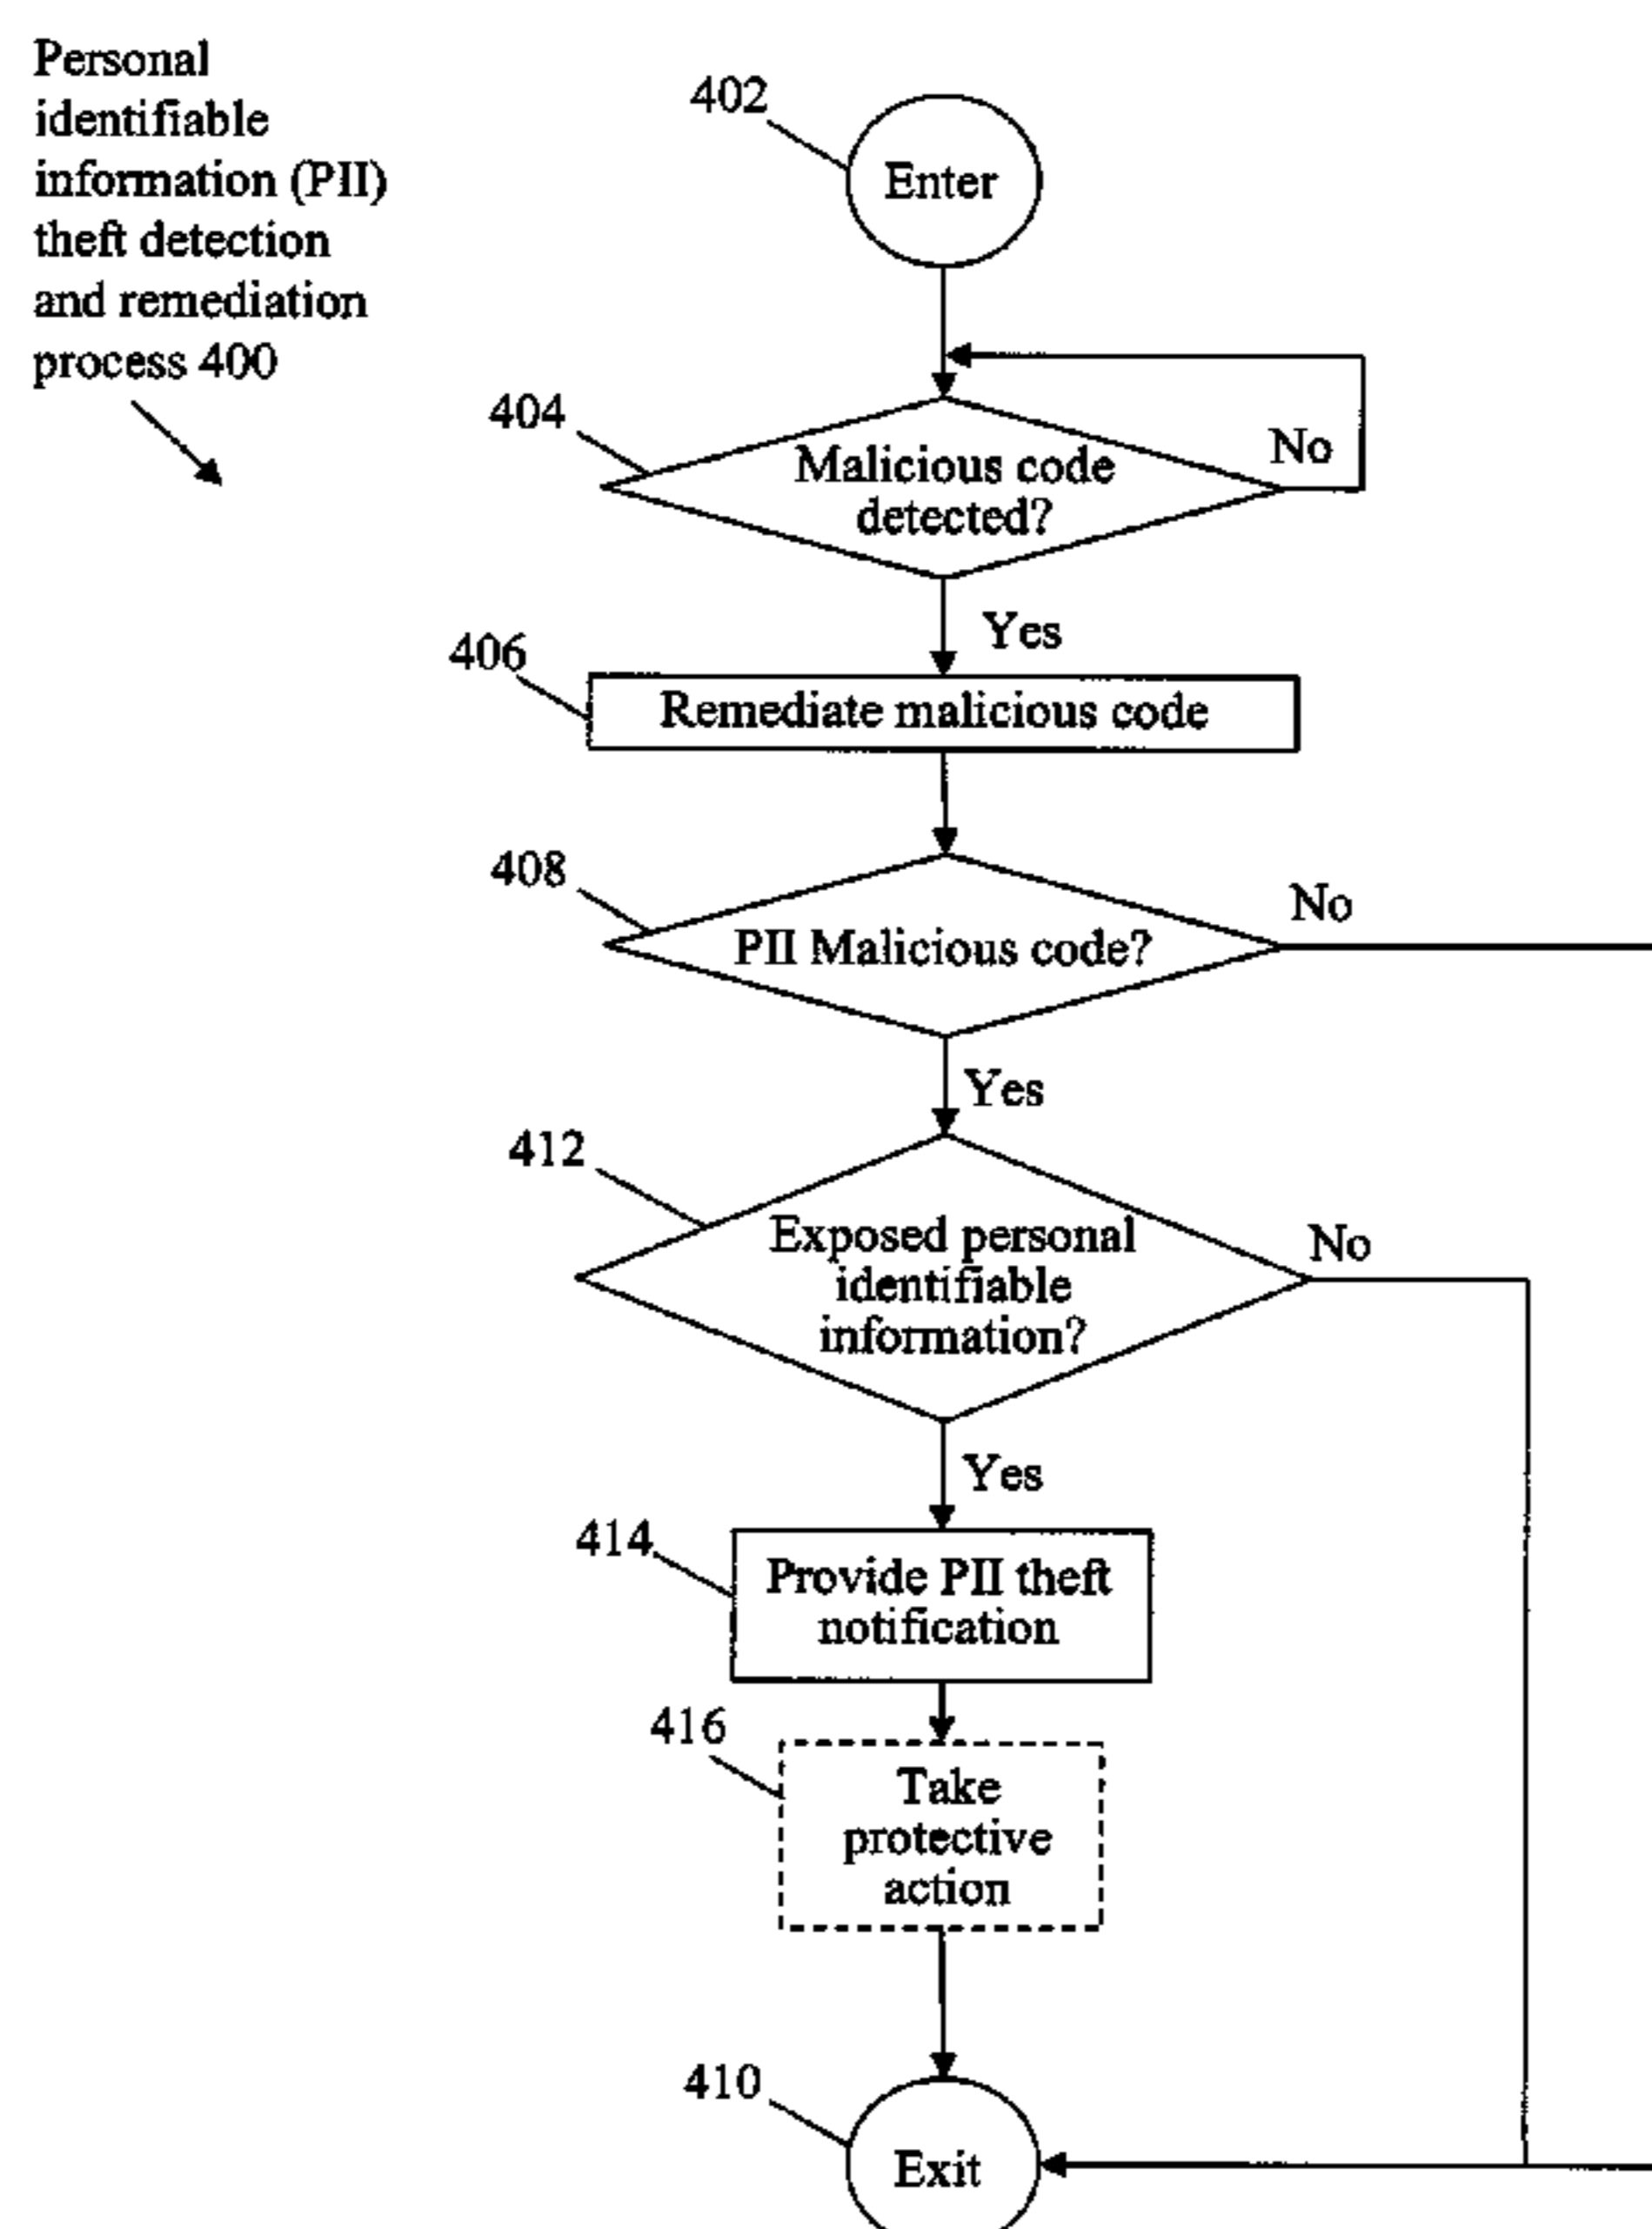 Personal
identifiable
information (PII)
theft detection
and remediation
process 400
402
Enter
404
Malicious code
detected?
No
Yes
406
Remediate malicious code
408
PII Malicious code?
No
Yes
412
Exposed personal
identifiable
information?
No
Yes
414
Provide PII theft
notification
416
Take
protective
action
410
Exit